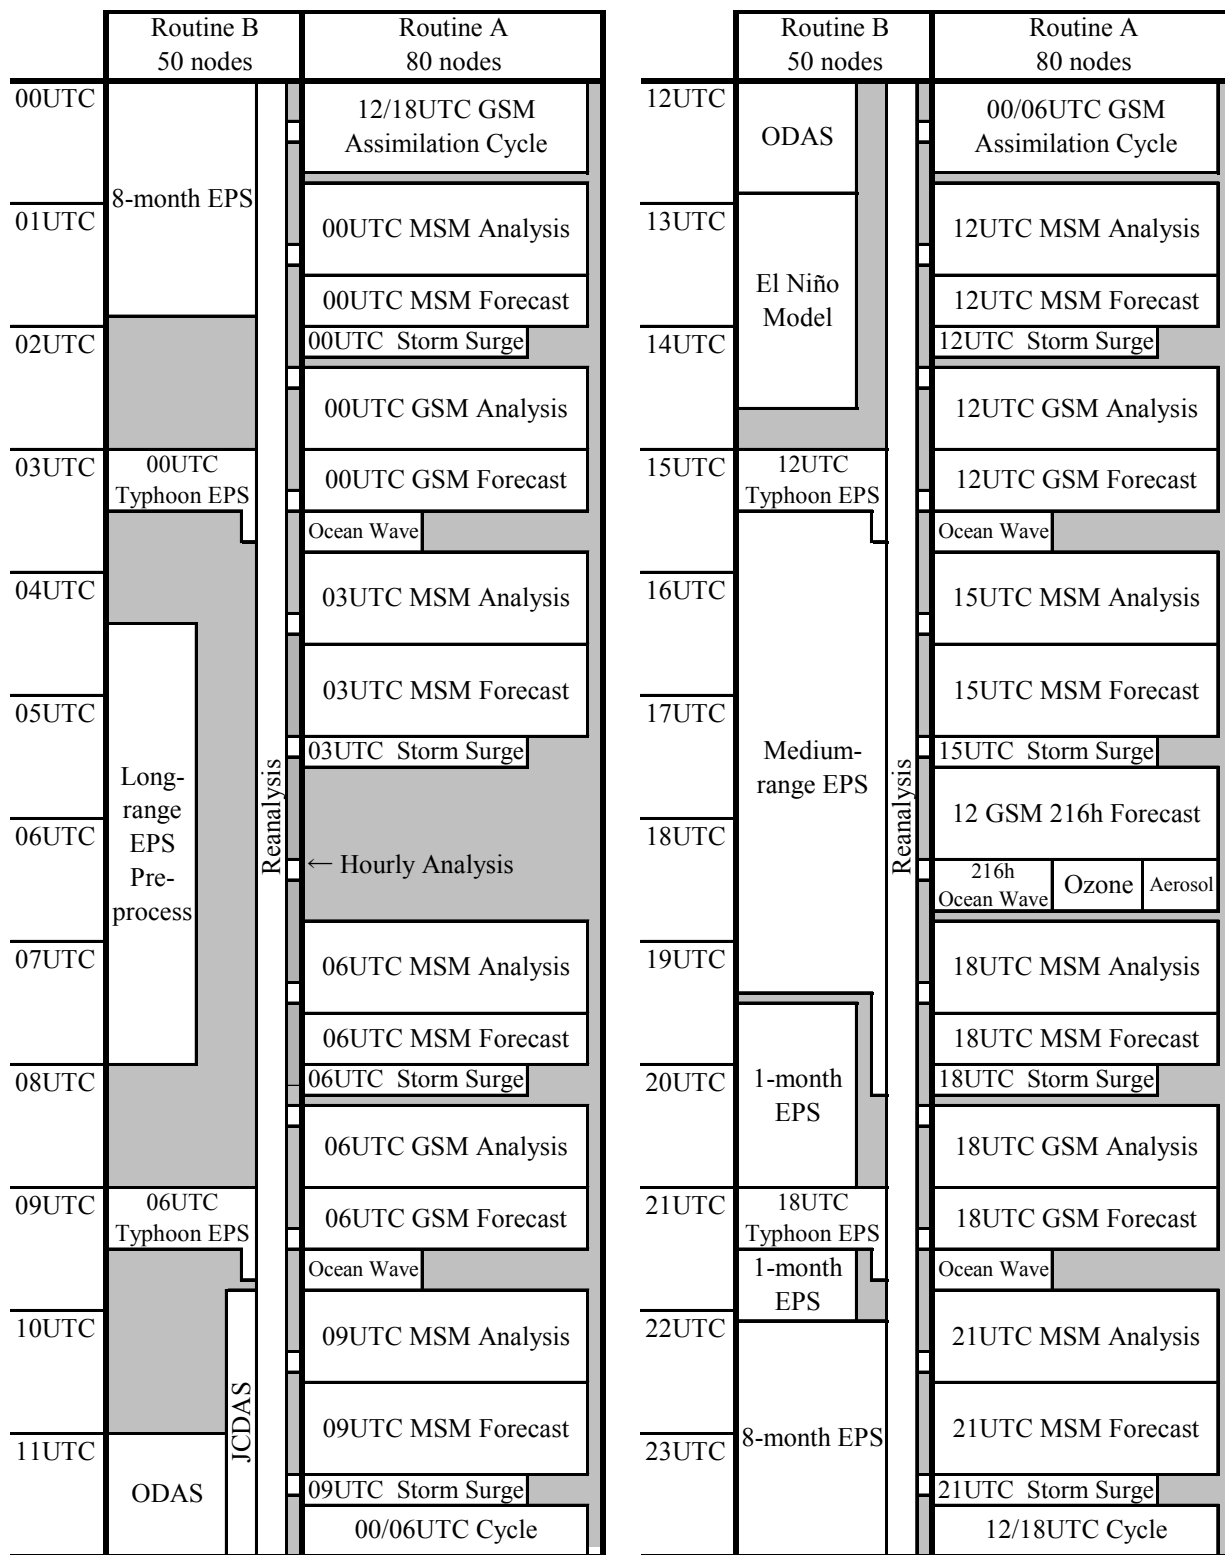 Routine B
50 nodes
Routine A
80 nodes
00UTC
01UTC
02UTC
03UTC
04UTC
05UTC
06UTC
07UTC
08UTC
09UTC
10UTC
11UTC
8-month EPS
00UTC
Typhoon EPS
Long-
range
EPS
Pre-
process
06UTC
Typhoon EPS
ODAS
JCDAS
Reanalysis
12/18UTC GSM
Assimilation Cycle
00UTC MSM Analysis
00UTC MSM Forecast
00UTC Storm Surge
00UTC GSM Analysis
00UTC GSM Forecast
Ocean Wave
03UTC MSM Analysis
03UTC MSM Forecast
03UTC Storm Surge
← Hourly Analysis
06UTC MSM Analysis
06UTC MSM Forecast
06UTC Storm Surge
06UTC GSM Analysis
06UTC GSM Forecast
Ocean Wave
09UTC MSM Analysis
09UTC MSM Forecast
09UTC Storm Surge
00/06UTC Cycle
Routine B
50 nodes
Routine A
80 nodes
12UTC
13UTC
14UTC
15UTC
16UTC
17UTC
18UTC
19UTC
20UTC
21UTC
22UTC
23UTC
ODAS
El Niño
Model
12UTC
Typhoon EPS
Medium-
range EPS
1-month
EPS
18UTC
Typhoon EPS
1-month
EPS
8-month EPS
Reanalysis
00/06UTC GSM
Assimilation Cycle
12UTC MSM Analysis
12UTC MSM Forecast
12UTC Storm Surge
12UTC GSM Analysis
12UTC GSM Forecast
Ocean Wave
15UTC MSM Analysis
15UTC MSM Forecast
15UTC Storm Surge
12 GSM 216h Forecast
216h
Ocean Wave
Ozone
Aerosol
18UTC MSM Analysis
18UTC MSM Forecast
18UTC Storm Surge
18UTC GSM Analysis
18UTC GSM Forecast
Ocean Wave
21UTC MSM Analysis
21UTC MSM Forecast
21UTC Storm Surge
12/18UTC Cycle